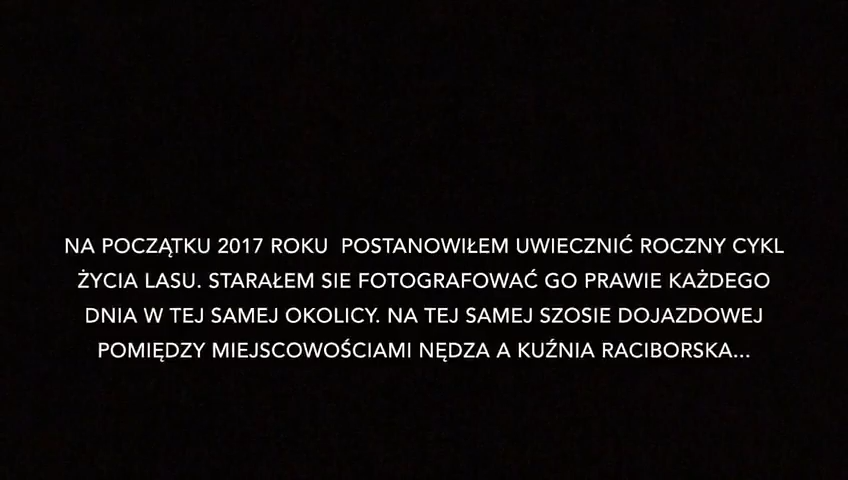 NA POCZĄTKU 2017 ROKU  POSTANOWIŁEM UWIECZNIĆ ROCZNY CYKL
ŻYCIA LASU. STARAŁEM SIE FOTOGRAFOWAĆ GO PRAWIE KAŻDEGO
DNIA W TEJ SAMEJ OKOLICY. NA TEJ SAMEJ SZOSIE DOJAZDOWEJ
POMIĘDZY MIEJSCOWOŚCIAMI NĘDZA A KUŹNIA RACIBORSKA...